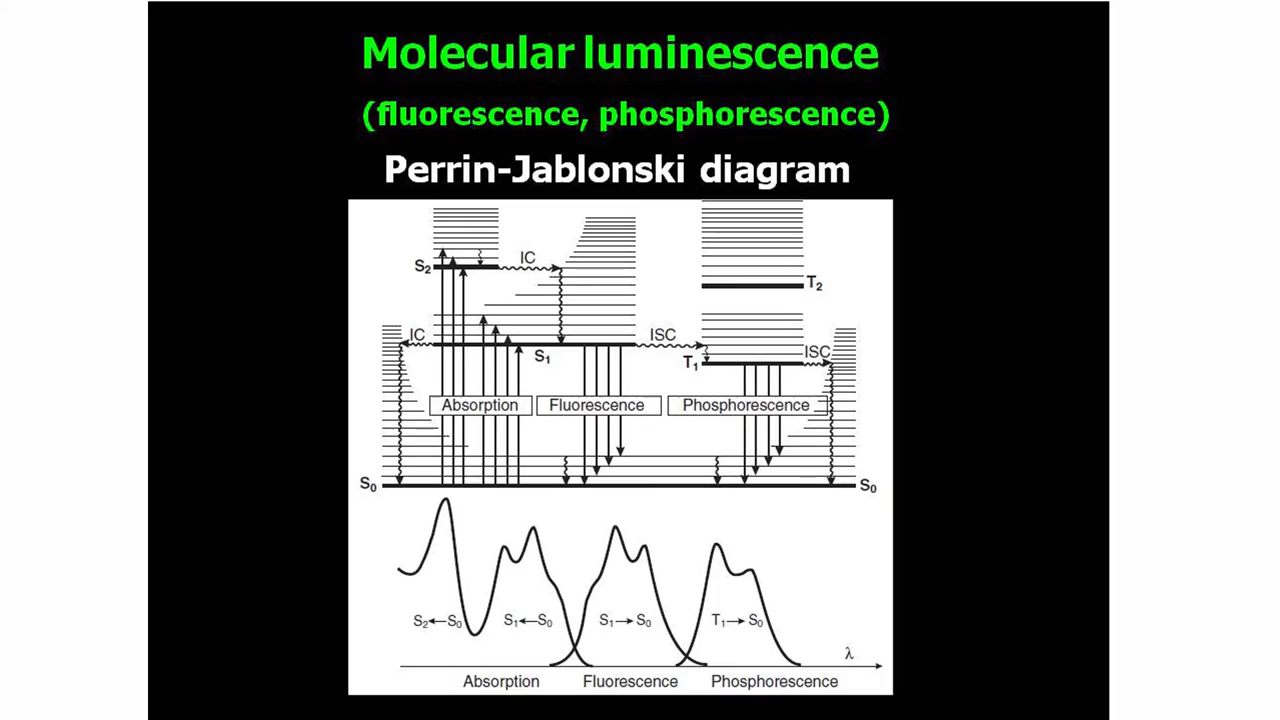 Molecular luminescence
(fluorescence, phosphorescence)
Perrin-Jablonski diagram
S2
IC
T2
IC
S1
ISC
T1
ISC
Absorption
Fluorescence
Phosphorescence
S0
S0
S2←S0
S1←S0
S1→S0
T1→S0
λ
Absorption
Fluorescence
Phosphorescence